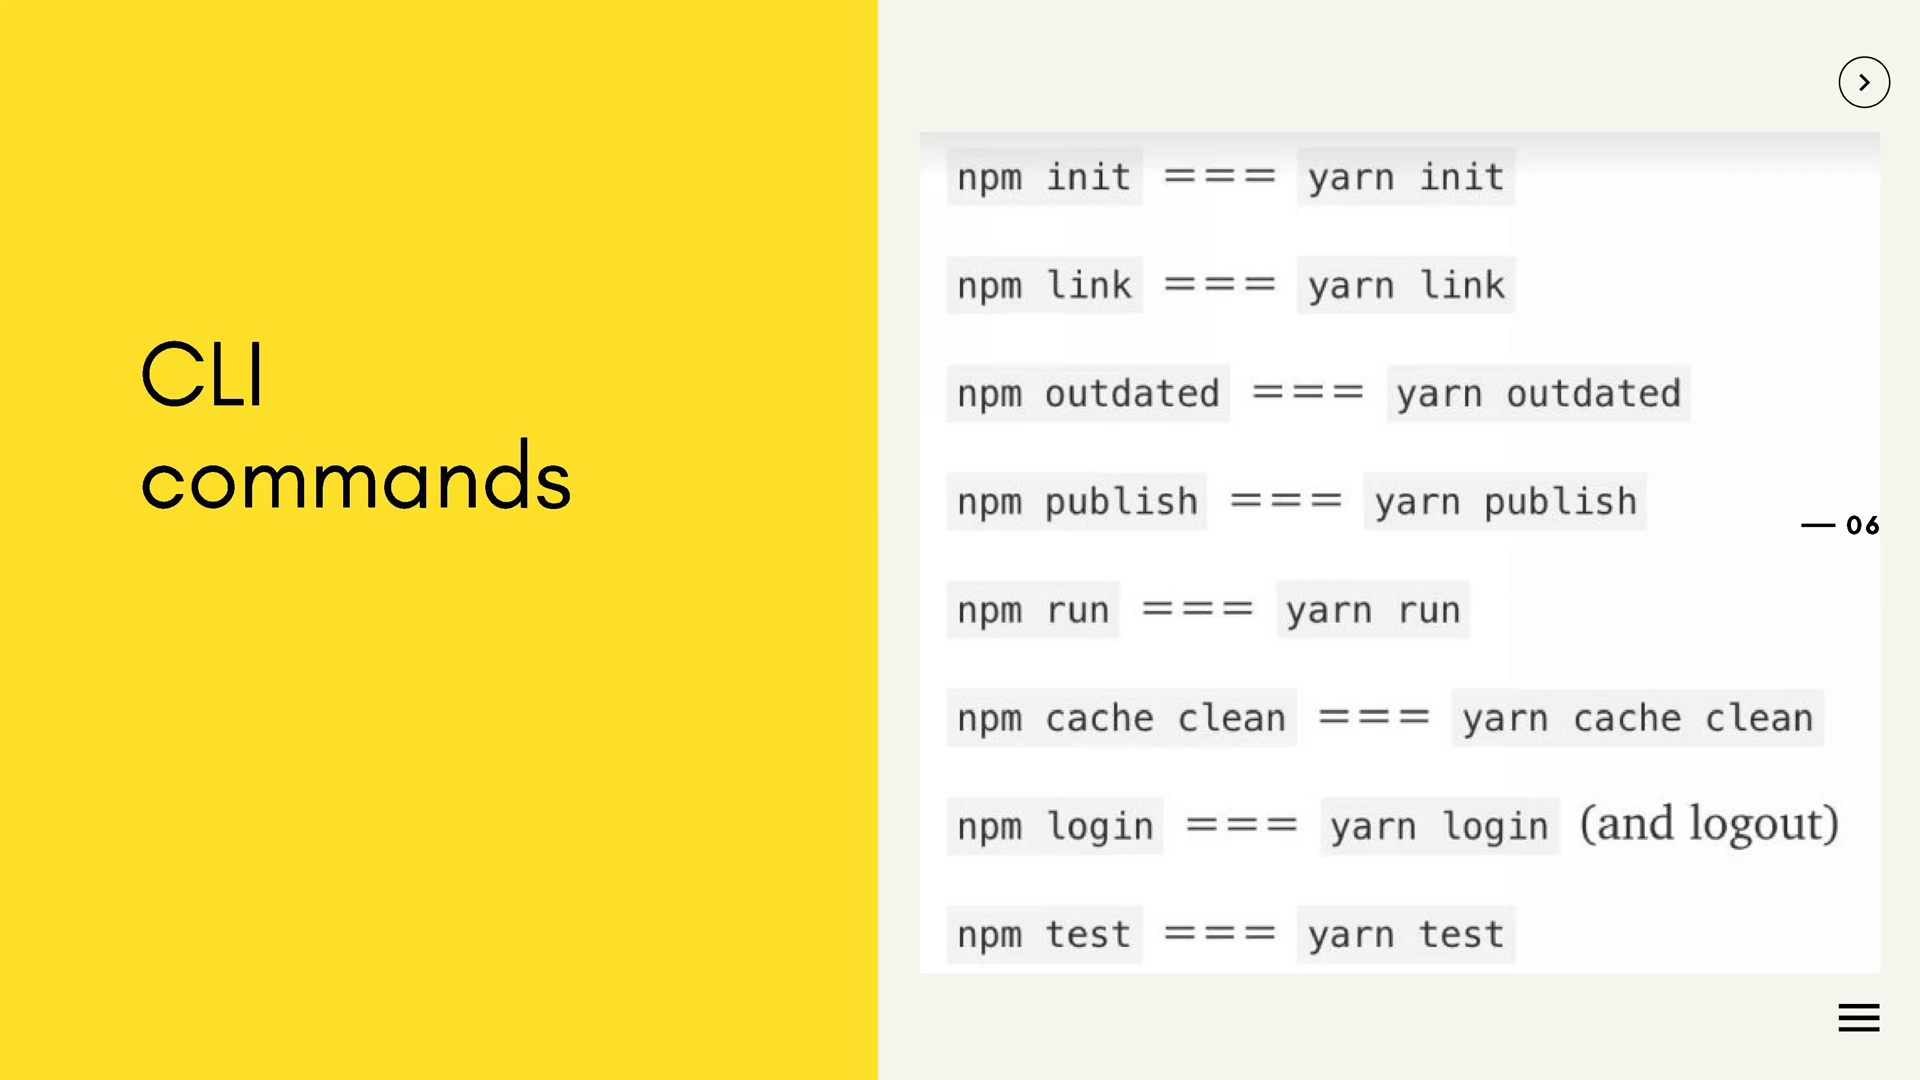 CLI
commands
npm init === yarn init
npm link === yarn link
npm outdated === yarn outdated
npm publish === yarn publish
— 06
npm run === yarn run
npm cache clean === yarn cache clean
npm login === yarn login (and logout)
npm test === yarn test